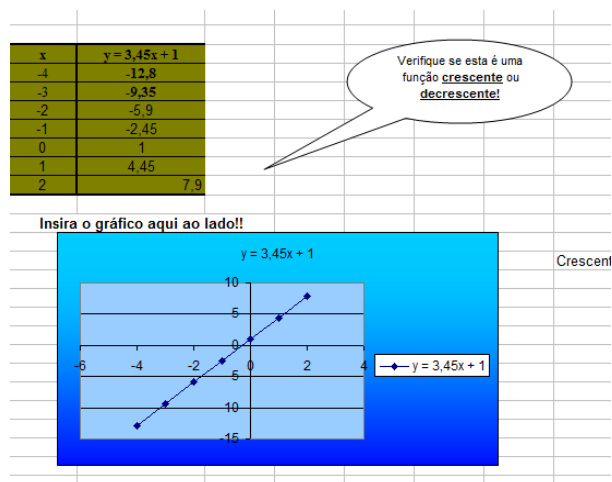 x y = 3,45x + 1
-4 -12,8
-3 -9,35
-2 -5,9
-1 -2,45
0 1
1 4,45
2 7,9
Verifique se esta é uma
função crescente ou
decrescente!
Insira o gráfico aqui ao lado!!
y = 3,45x + 1
10
5
0
-6 -4 -2 0 2 4
-5
-10
-15
y = 3,45x + 1
Crescent